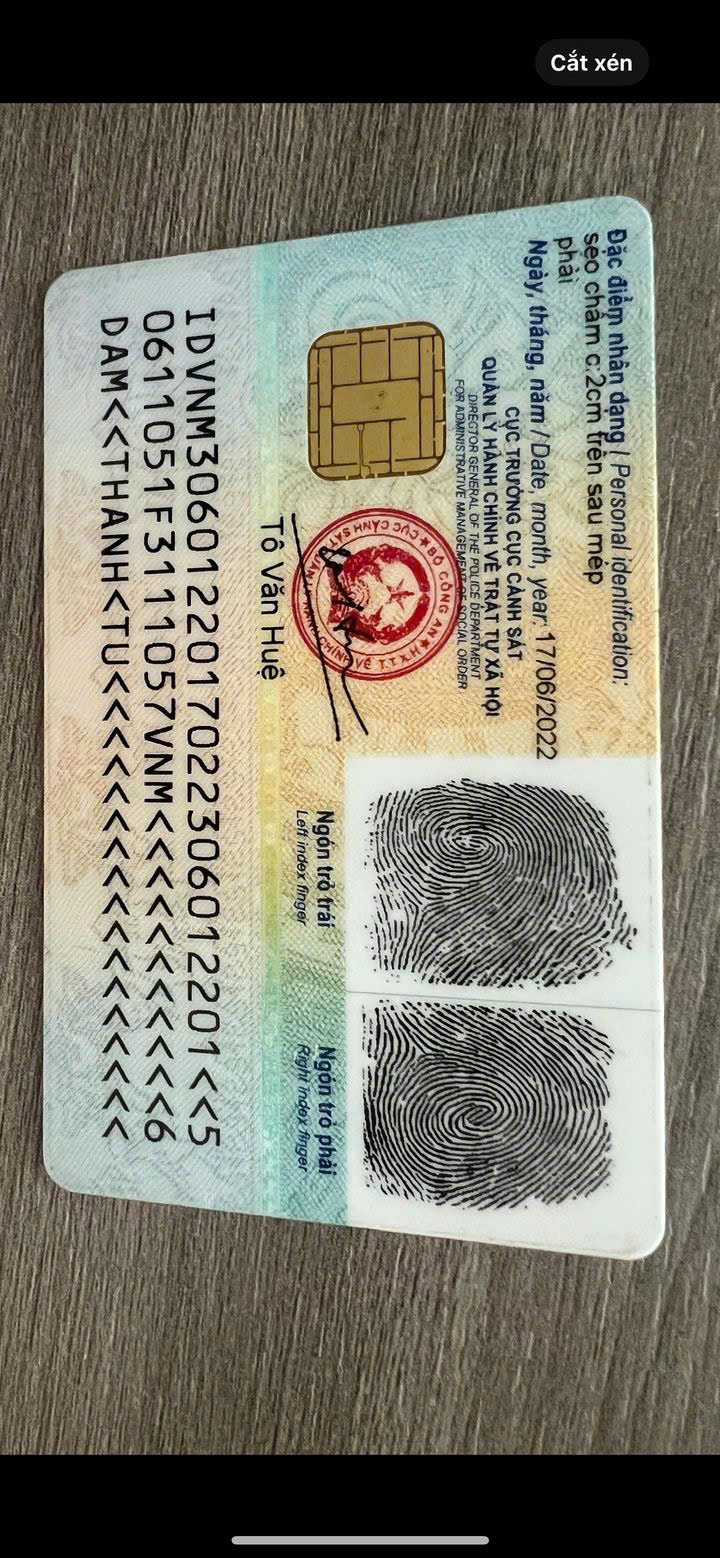 Cắt xén
Đặc điểm nhân dạng / Personal identification:
sẹo chấm c:2cm trên sau mép
phải
Ngày, tháng, năm / Date, month, year: 17/06/2022
CỤC TRƯỞNG CỤC CẢNH SÁT
QUẢN LÝ HÀNH CHÍNH VỀ TRẬT TỰ XÃ HỘI
DIRECTOR GENERAL OF THE POLICE DEPARTMENT
FOR ADMINISTRATIVE MANAGEMENT OF SOCIAL ORDER
BỘ CÔNG AN
CỤC CẢNH SÁT QUẢN LÝ HÀNH CHÍNH VỀ T.T.X.H
Tô Văn Huệ
Ngón trỏ trái
Left index finger
Ngón trỏ phải
Right index finger
IDVNM3060122017022306012201<<5
0611051F3111057VNM<<<<<<<<<<<6
DAM<<THANH<TU<<<<<<<<<<<<<<<<<